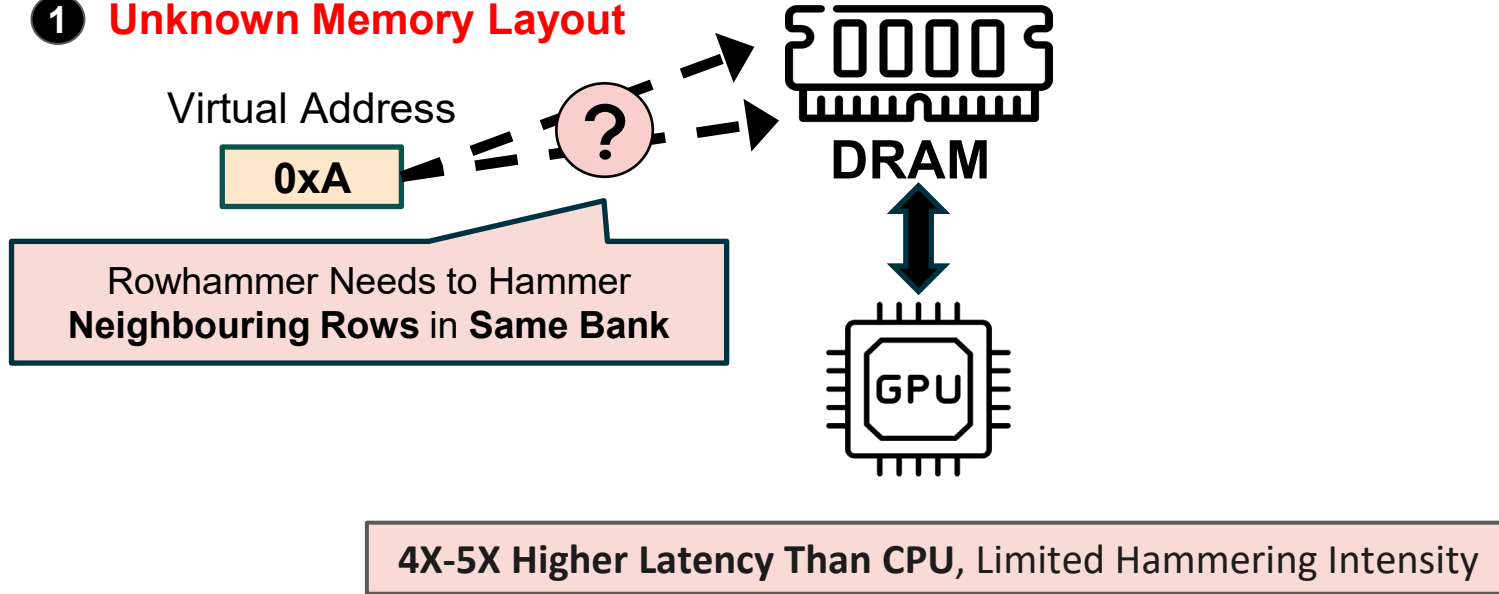 1 Unknown Memory Layout
Virtual Address
0xA
?
DRAM
Rowhammer Needs to Hammer
Neighbouring Rows in Same Bank
GPU
4X-5X Higher Latency Than CPU, Limited Hammering Intensity